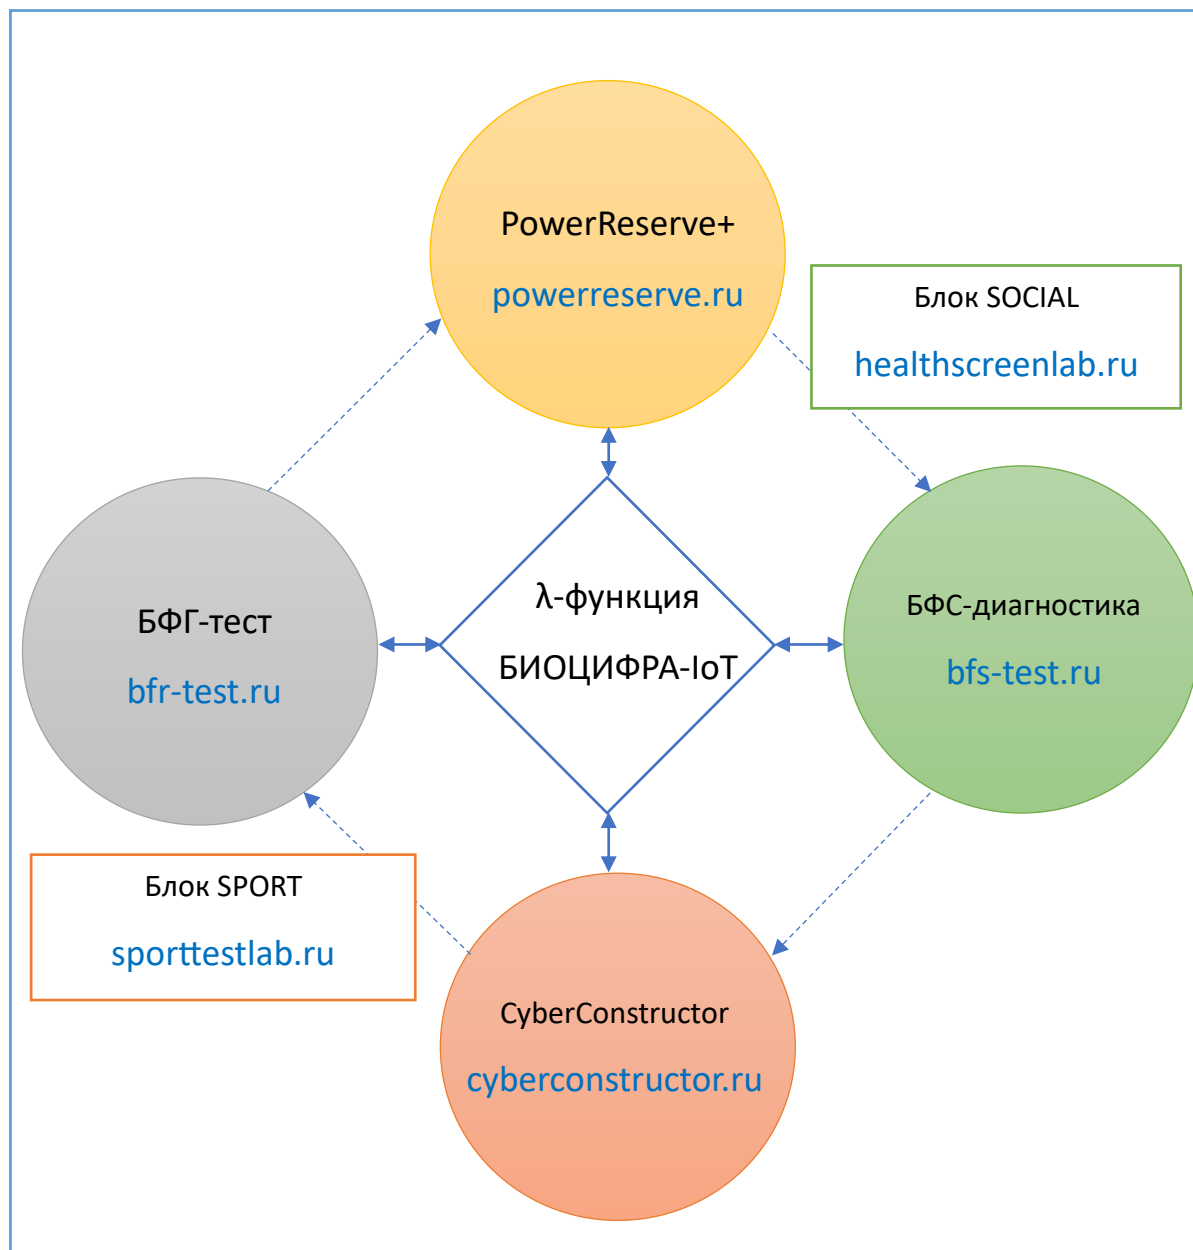 PowerReserve+
powerreserve.ru
Блок SOCIAL
healthscreenlab.ru
λ-функция
БИОЦИФРА-IoT
БФГ-тест
bfr-test.ru
БФС-диагностика
bfs-test.ru
Блок SPORT
sporttestlab.ru
CyberConstructor
cyberconstructor.ru